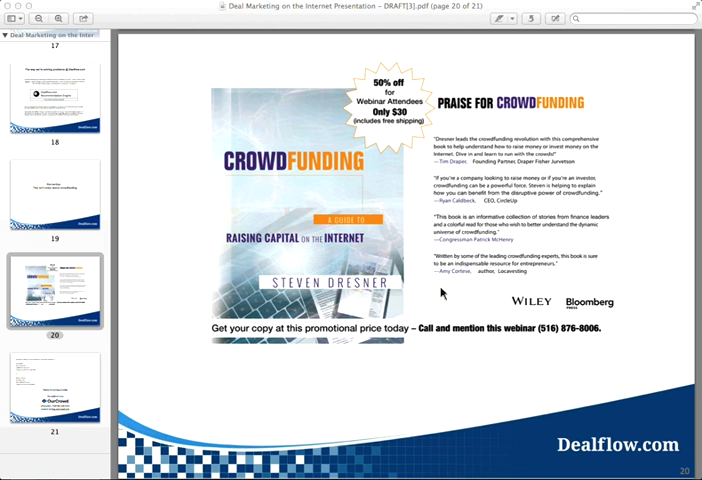 Deal Marketing on the Internet Presentation – DRAFT[3].pdf (page 20 of 21)
Deal Marketing on the Inter
17
Dealflow.com
18
Dealflow.com
19
Dealflow.com
20
OurCrowd
Dealflow.com
21
50% off
for
Webinar Attendees
Only $30
(includes free shipping)
CROWDFUNDING
A GUIDE TO
RAISING CAPITAL ON THE INTERNET
STEVEN DRESNER
PRAISE FOR CROWDFUNDING
"Dresner leads the crowdfunding revolution with this comprehensive
book to help understand how to raise money or invest money on the
Internet. Dive in and learn to run with the crowds!"
—Tim Draper, Founding Partner, Draper Fisher Jurvetson
"If you're a company looking to raise money or if you're an investor,
crowdfunding can be a powerful force. Steven is helping to explain
how you can benefit from the disruptive power of crowdfunding."
—Ryan Caldbeck, CEO, CircleUp
"This book is an informative collection of stories from finance leaders
and a colorful read for those who wish to better understand the dynamic
universe of crowdfunding."
—Congressman Patrick McHenry
"Written by some of the leading crowdfunding experts, this book is sure
to be an indispensable resource for entrepreneurs."
—Amy Cortese, author, Locavesting
WILEY Bloomberg
PRESS
Get your copy at this promotional price today – Call and mention this webinar (516) 876-8006.
Dealflow.com
20